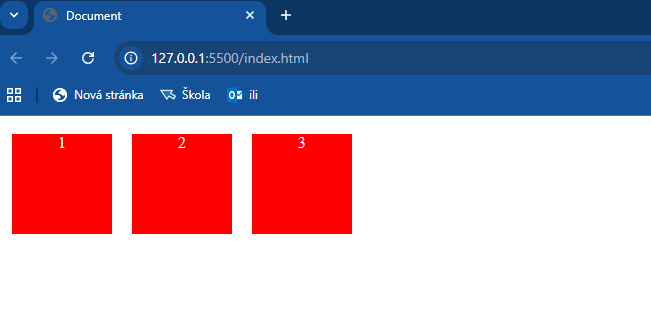 Document
127.0.0.1:5500/index.html
Nová stránka Škola ili
1 2 3